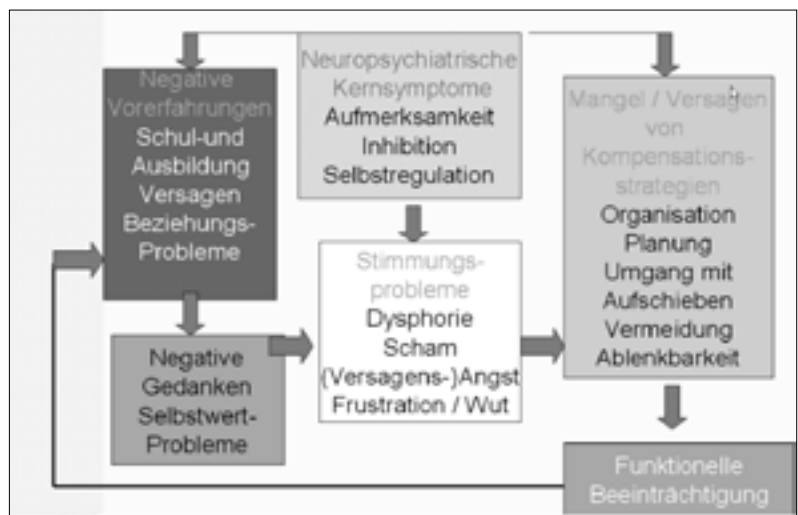 Negative
Vorerfahrungen
Schul-und
Ausbildung
Versagen
Beziehungs-
Probleme
Neuropsychiatrische
Kernsymptome
Aufmerksamkeit
Inhibition
Selbstregulation
Mangel / Versagen
von
Kompensations-
strategien
Organisation
Planung
Umgang mit
Aufschieben
Vermeidung
Ablenkbarkeit
Stimmungs-
probleme
Dysphorie
Scham
(Versagens-)Angst
Frustration / Wut
Negative
Gedanken
Selbstwert-
Probleme
Funktionelle
Beeinträchtigung